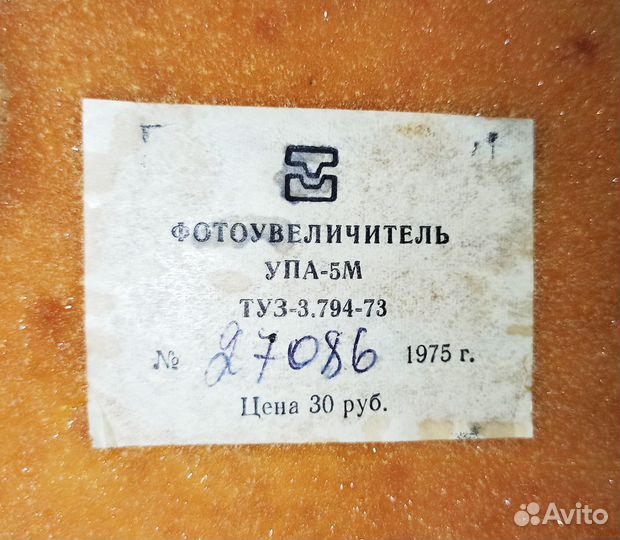 ФОТОУВЕЛИЧИТЕЛЬ
УПА-5М
ТУЗ-3.794-73
№ 27086 1975 г.
Цена 30 руб.
Avito